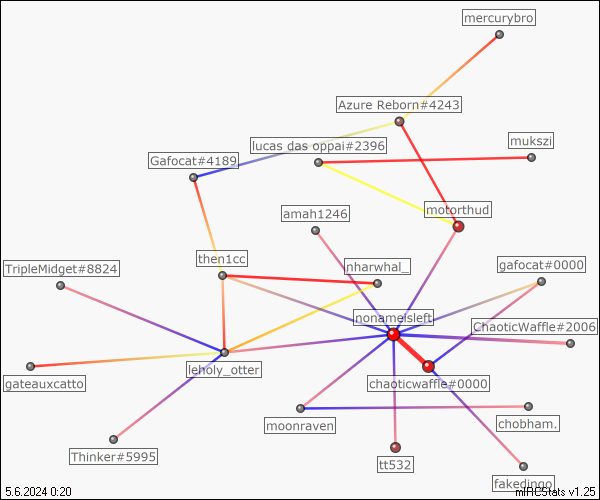 mercurybro
Azure Reborn#4243
mukszi
lucas das oppai#2396
Gafocat#4189
motorthud
amah1246
then1cc
nharwhal_
gafocat#0000
TripleMidget#8824
nonamelsleft
ChaoticWaffle#2006
leholy_otter
gateauxcatto
chaoticwaffle#0000
moonraven
chobham.
Thinker#5995
tt532
fakedingo
5.6.2024 0:20
mIRCStats v1.25